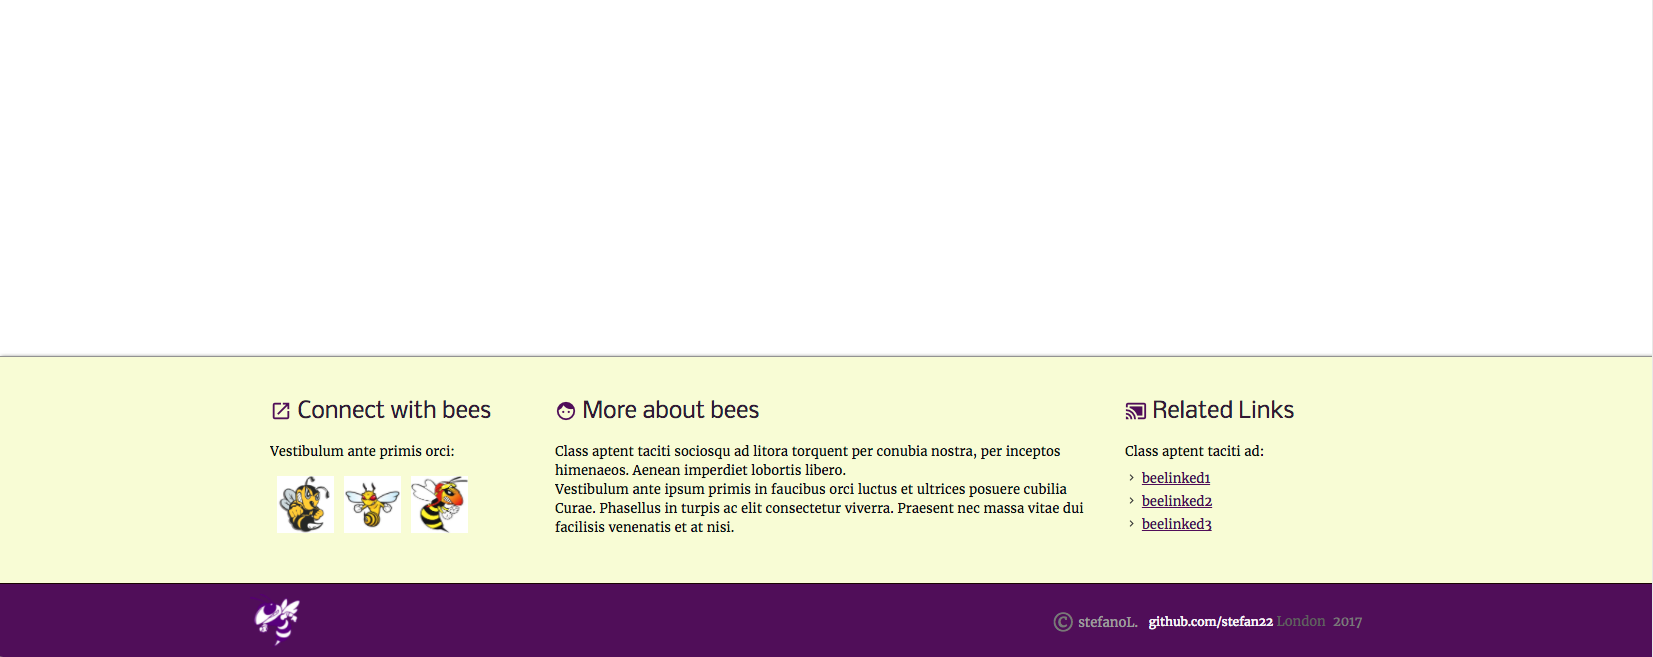 Connect with bees
Vestibulum ante primis orci:
More about bees
Class aptent taciti sociosqu ad litora torquent per conubia nostra, per inceptos
himenaeos. Aenean imperdiet lobortis libero.
Vestibulum ante ipsum primis in faucibus orci luctus et ultrices posuere cubilia
Curae. Phasellus in turpis ac elit consectetur viverra. Praesent nec massa vitae dui
facilisis venenatis et at nisi.
Related Links
Class aptent taciti ad:
beelinked1
beelinked2
beelinked3
© stefanoL. github.com/stefan22 London 2017